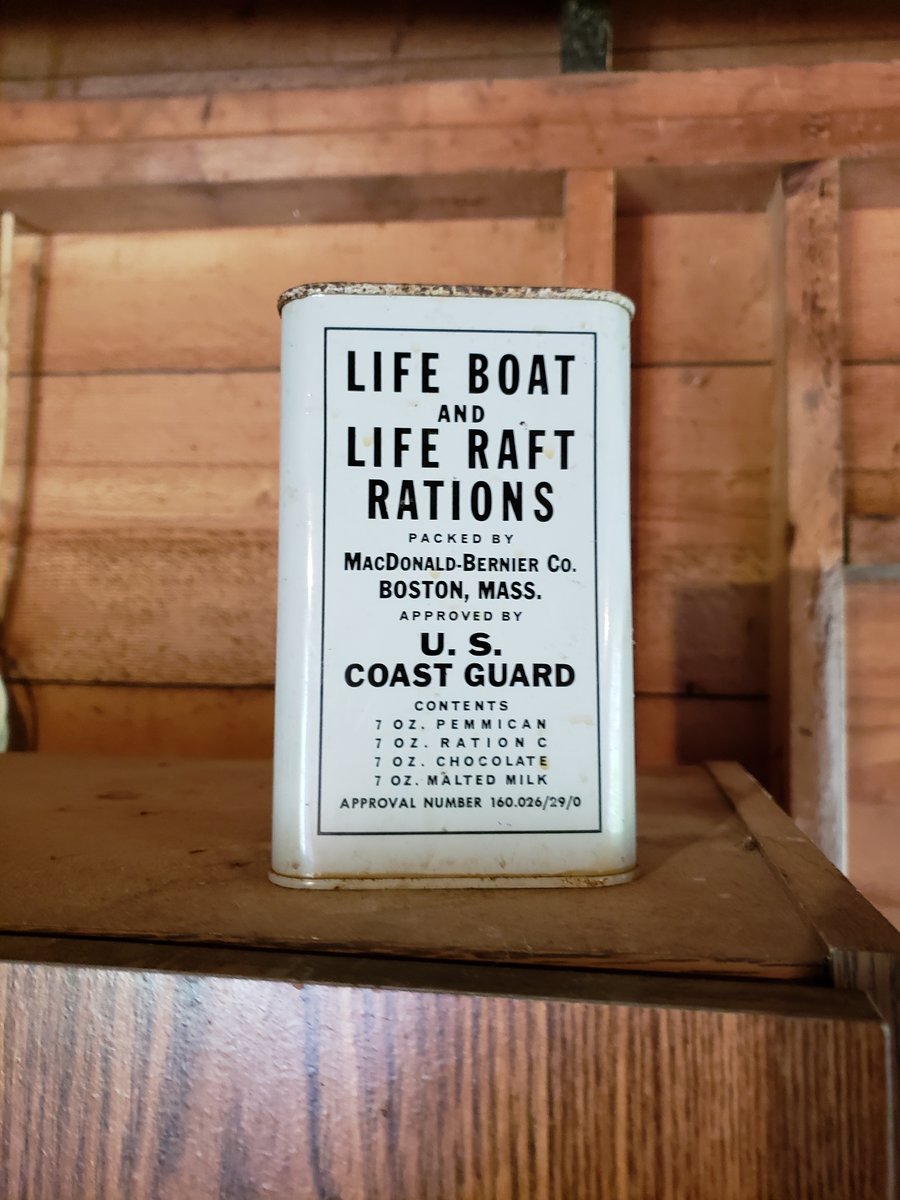 LIFE BOAT
AND
LIFE RAFT
RATIONS
PACKED BY
MACDONALD-BERNIER CO.
BOSTON, MASS.
APPROVED BY
U. S.
COAST GUARD
CONTENTS
7 OZ. PEMMICAN
7 OZ. RATION C
7 OZ. CHOCOLATE
7 OZ. MALTED MILK
APPROVAL NUMBER 160.026/29/0